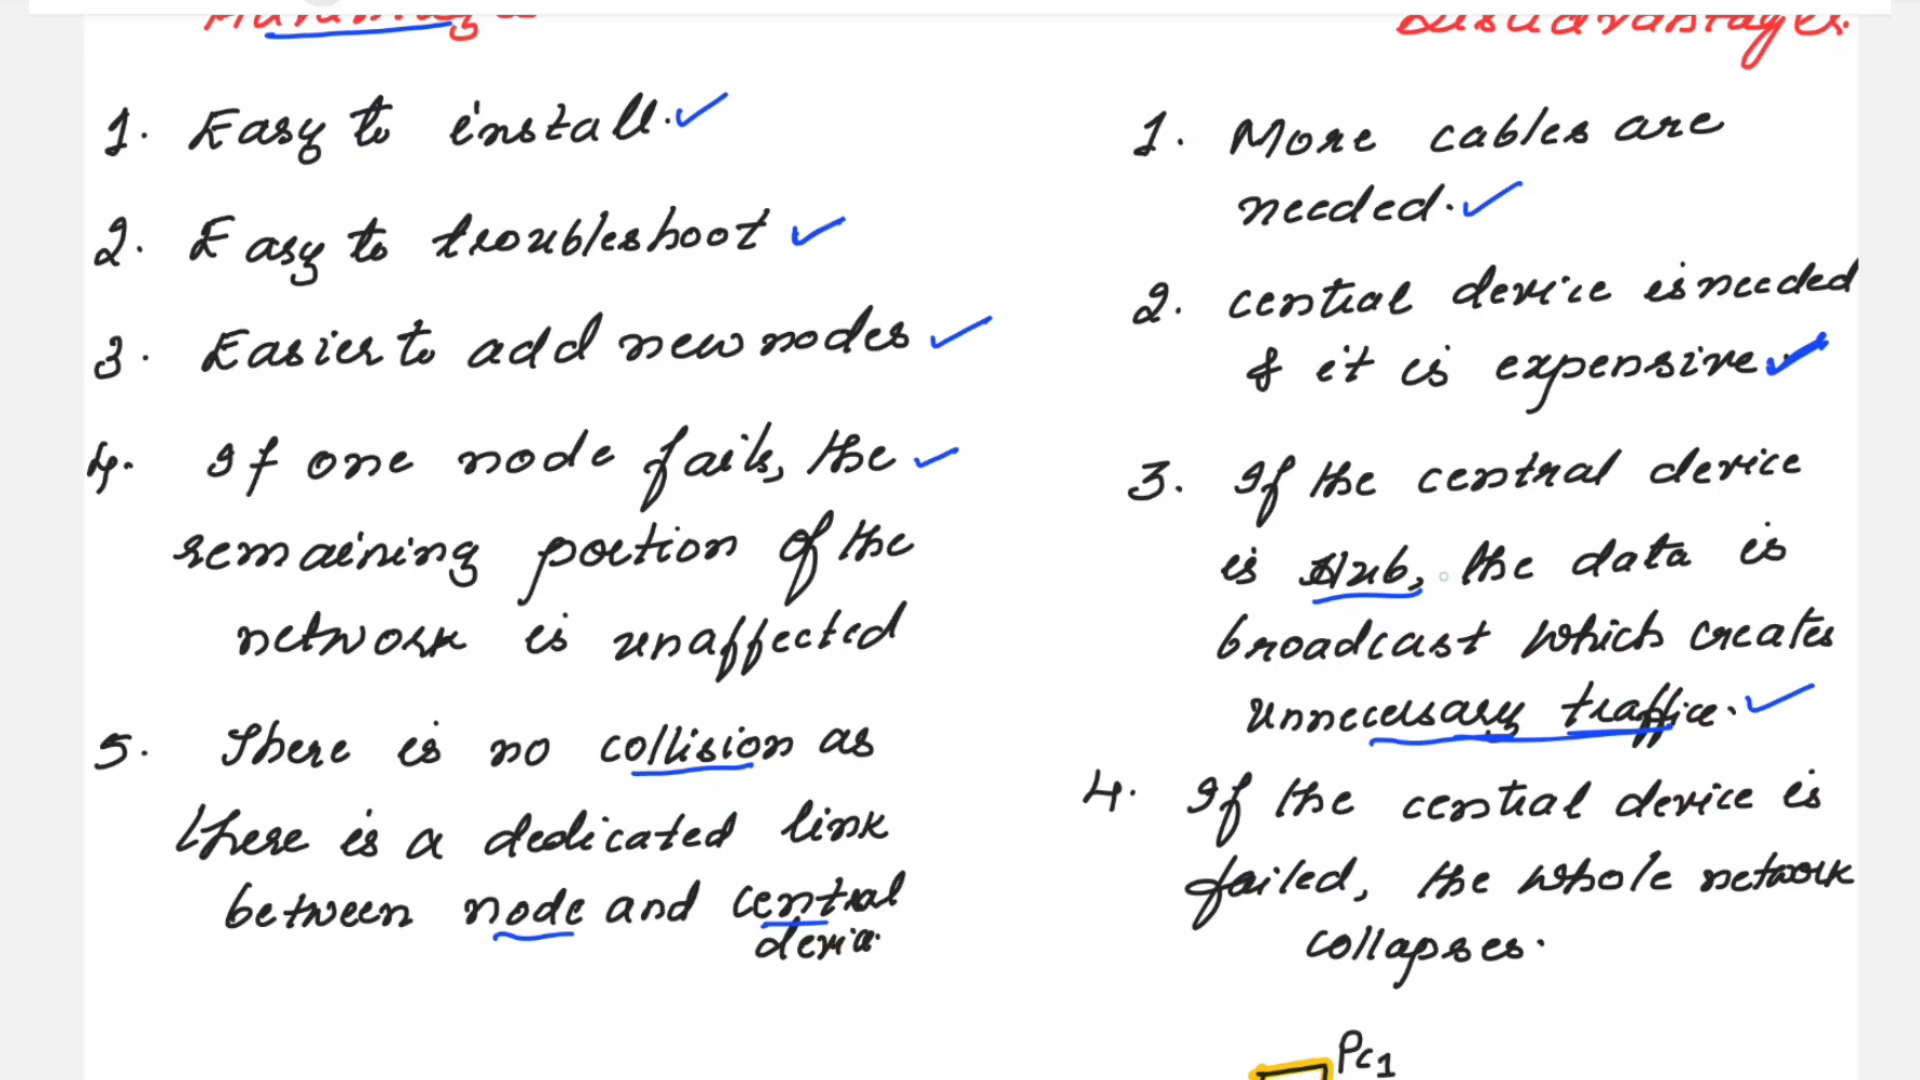 Advantages
1. Easy to install.
2. Easy to troubleshoot
3. Easier to add new nodes
4. If one node fails, the
remaining portion of the
network is unaffected
5. There is no collision as
there is a dedicated link
between node and central
device.
Disadvantages.
1. More cables are
needed.
2. central device is needed
& it is expensive.
3. If the central device
is Hub, the data is
broadcast which creates
unnecessary traffic.
4. If the central device is
failed, the whole network
collapses.
PC1